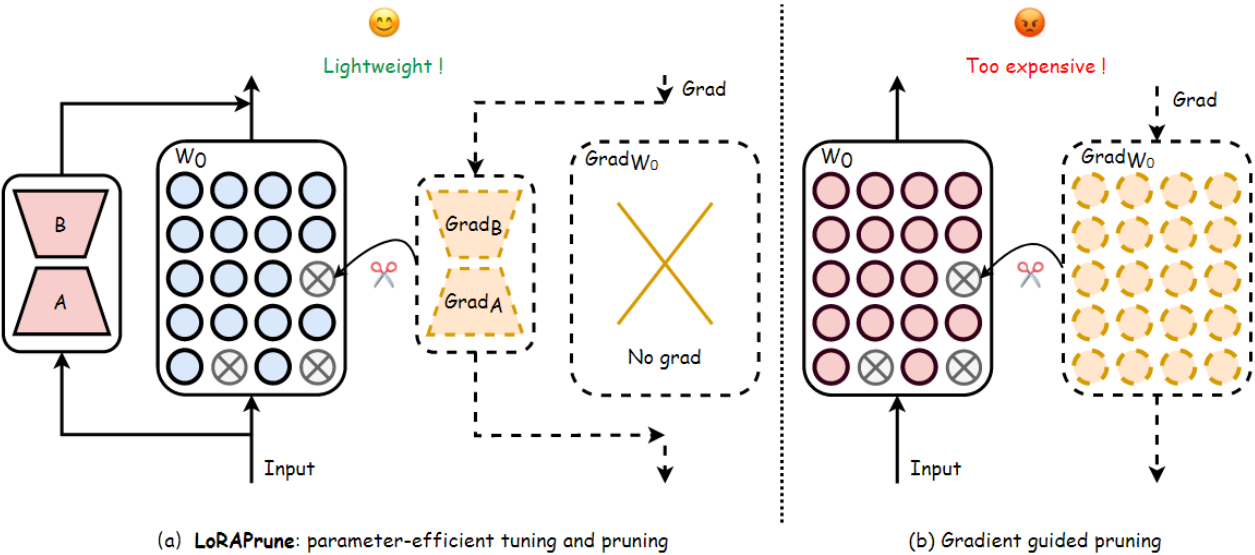 Lightweight !
Grad
W0
B
A
GradB
GradA
GradW0
No grad
Input
(a) LoRAPrune: parameter-efficient tuning and pruning
Too expensive !
Grad
W0
GradW0
Input
(b) Gradient guided pruning